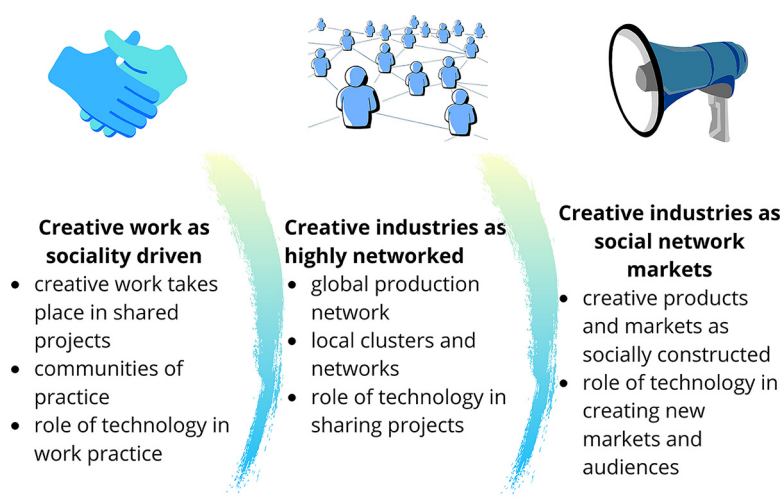 Creative work as
sociality driven
• creative work takes
place in shared
projects
• communities of
practice
• role of technology in
work practice
Creative industries as
highly networked
• global production
network
• local clusters and
networks
• role of technology in
sharing projects
Creative industries as
social network
markets
• creative products
and markets as
socially constructed
• role of technology in
creating new
markets and
audiences